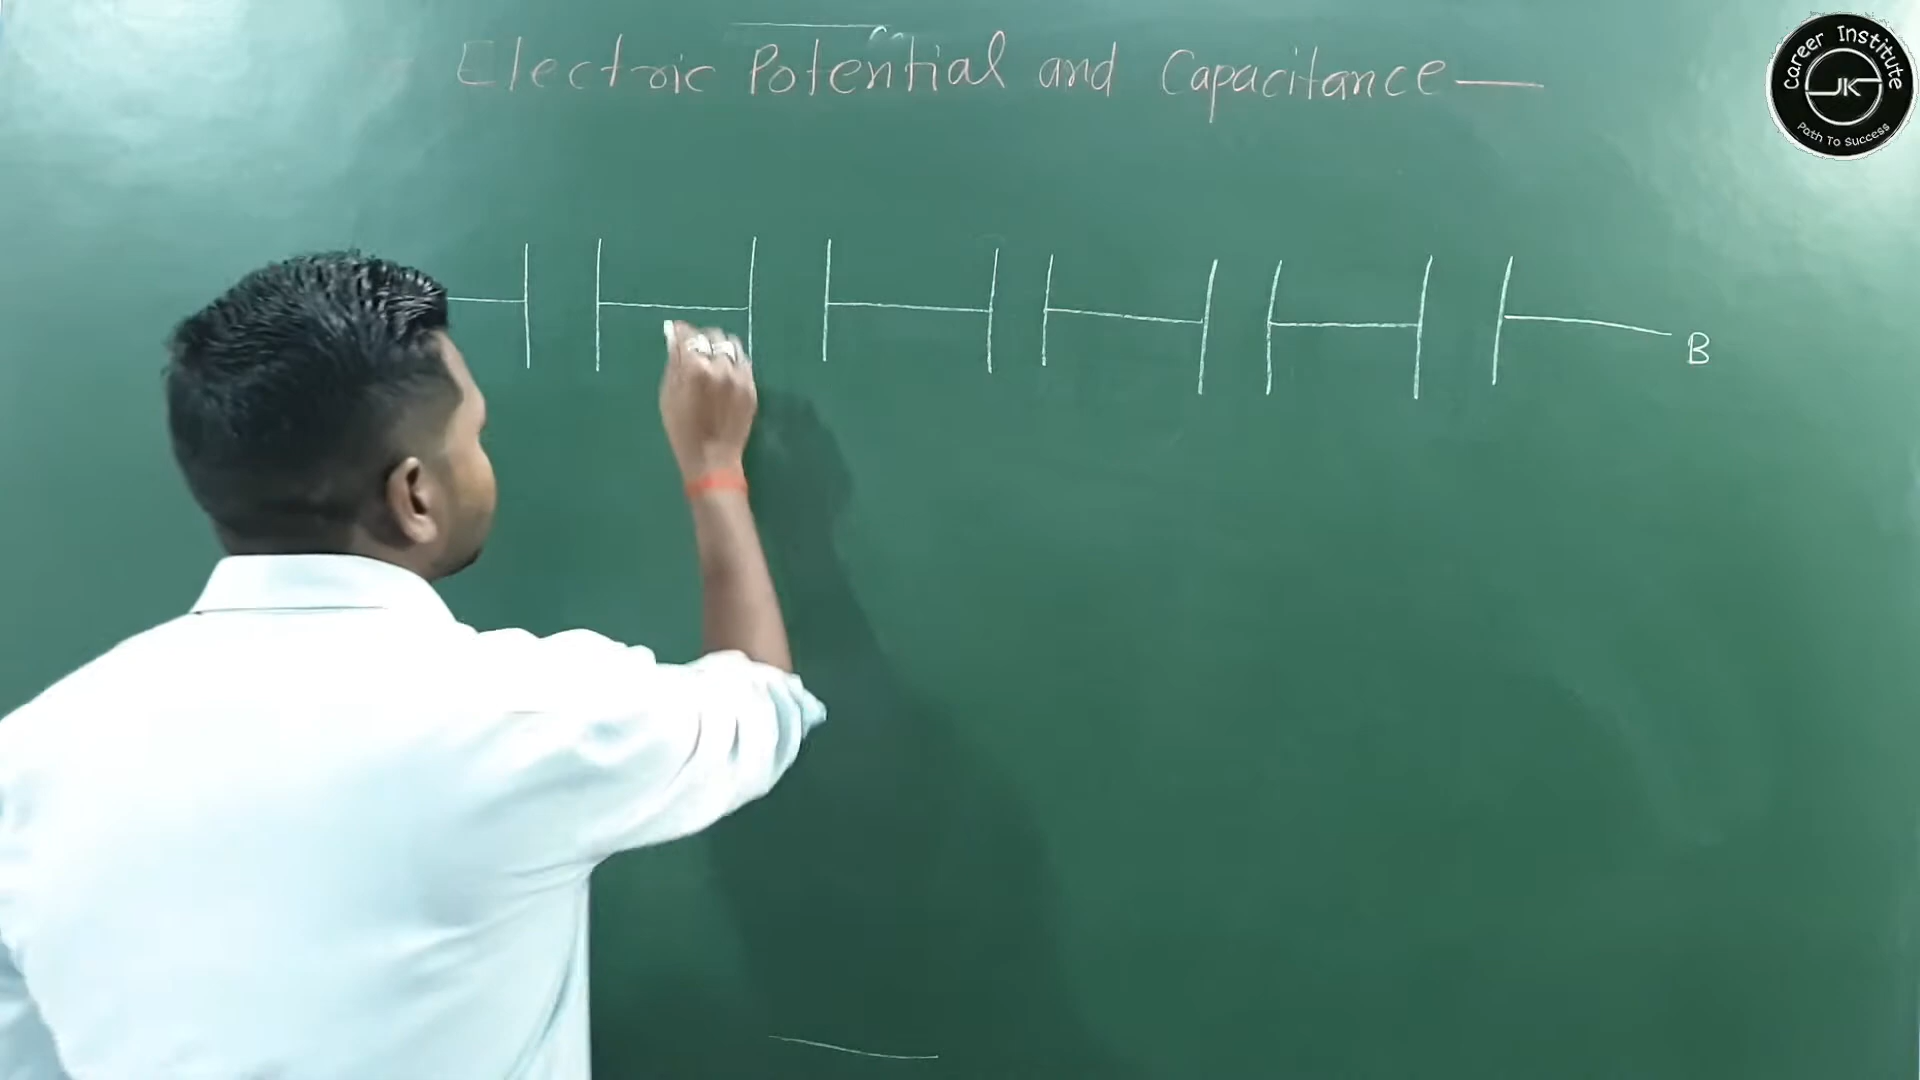 Electric Potential and Capacitance
Career Institute
JK
Path To Success
B